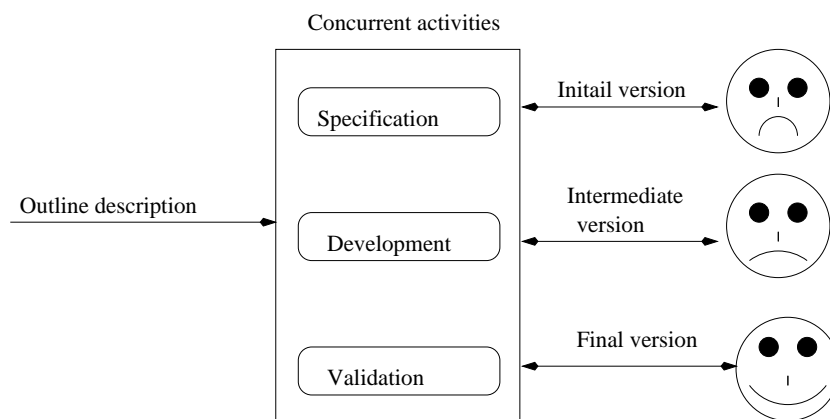 Concurrent activities
Specification
Initail version
Outline description
Development
Intermediate
version
Validation
Final version